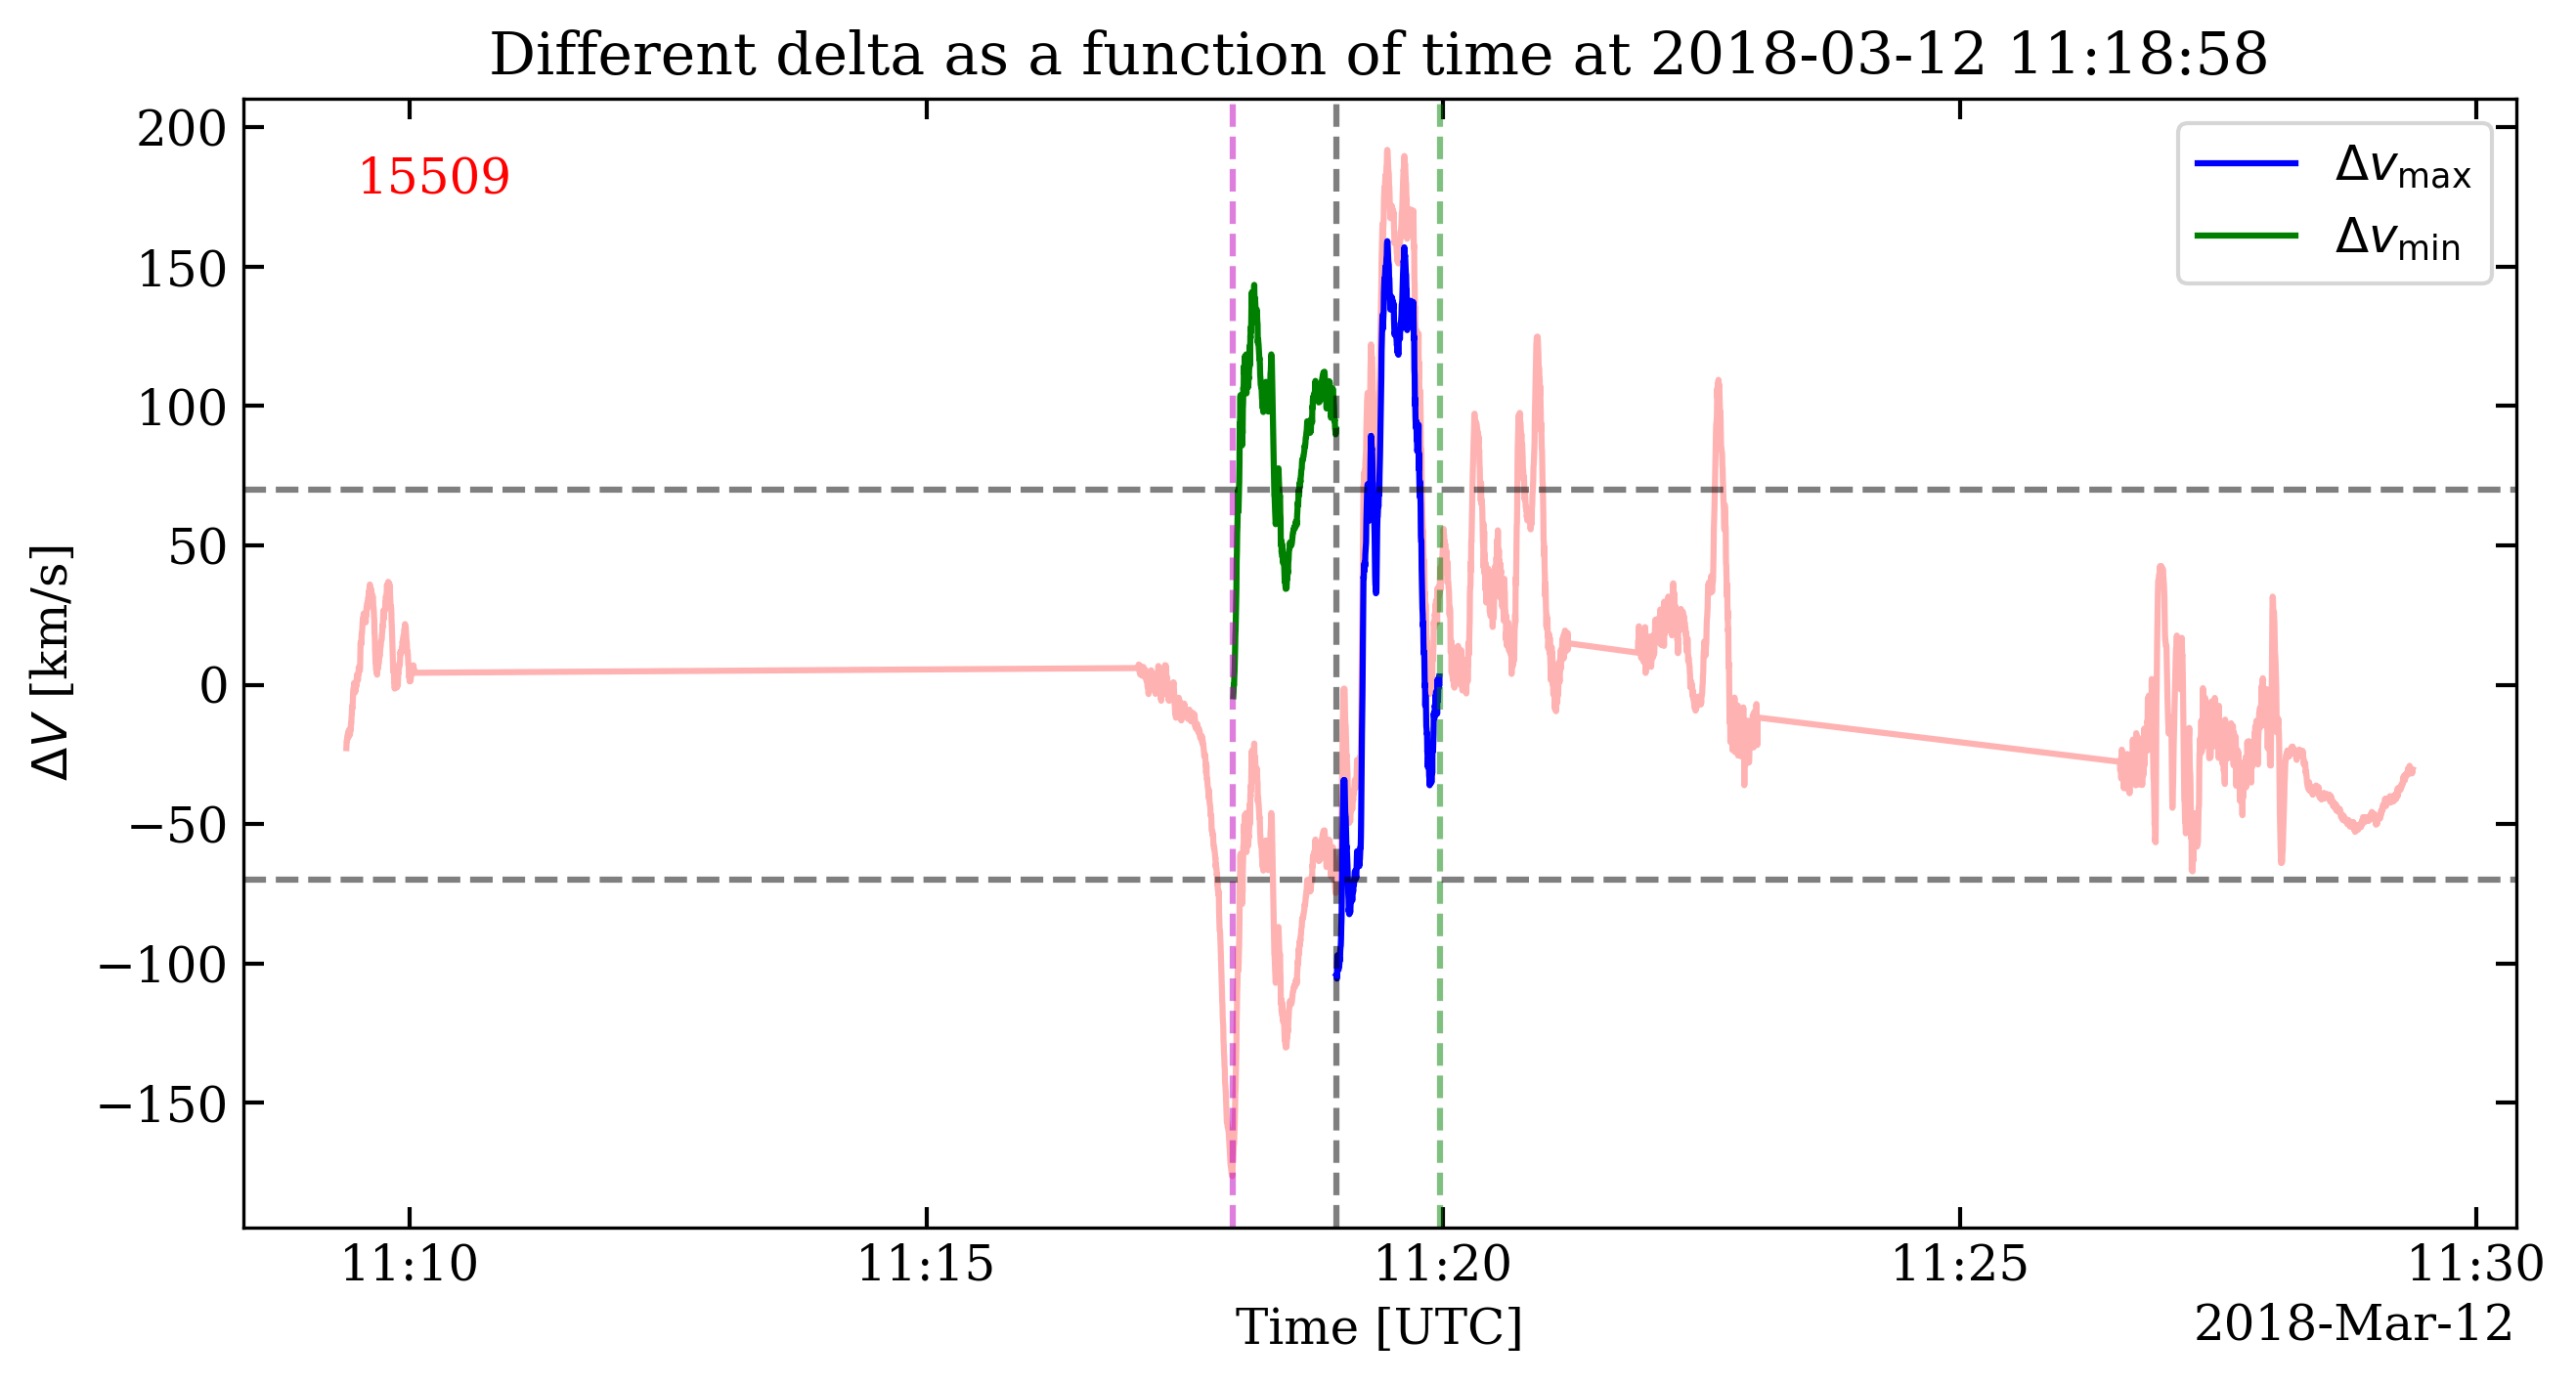 Different delta as a function of time at 2018-03-12 11:18:58
15509
Δv_max
Δv_min
200
150
100
50
0
−50
−100
−150
ΔV [km/s]
11:10 11:15 11:20 11:25 11:30
Time [UTC]
2018-Mar-12